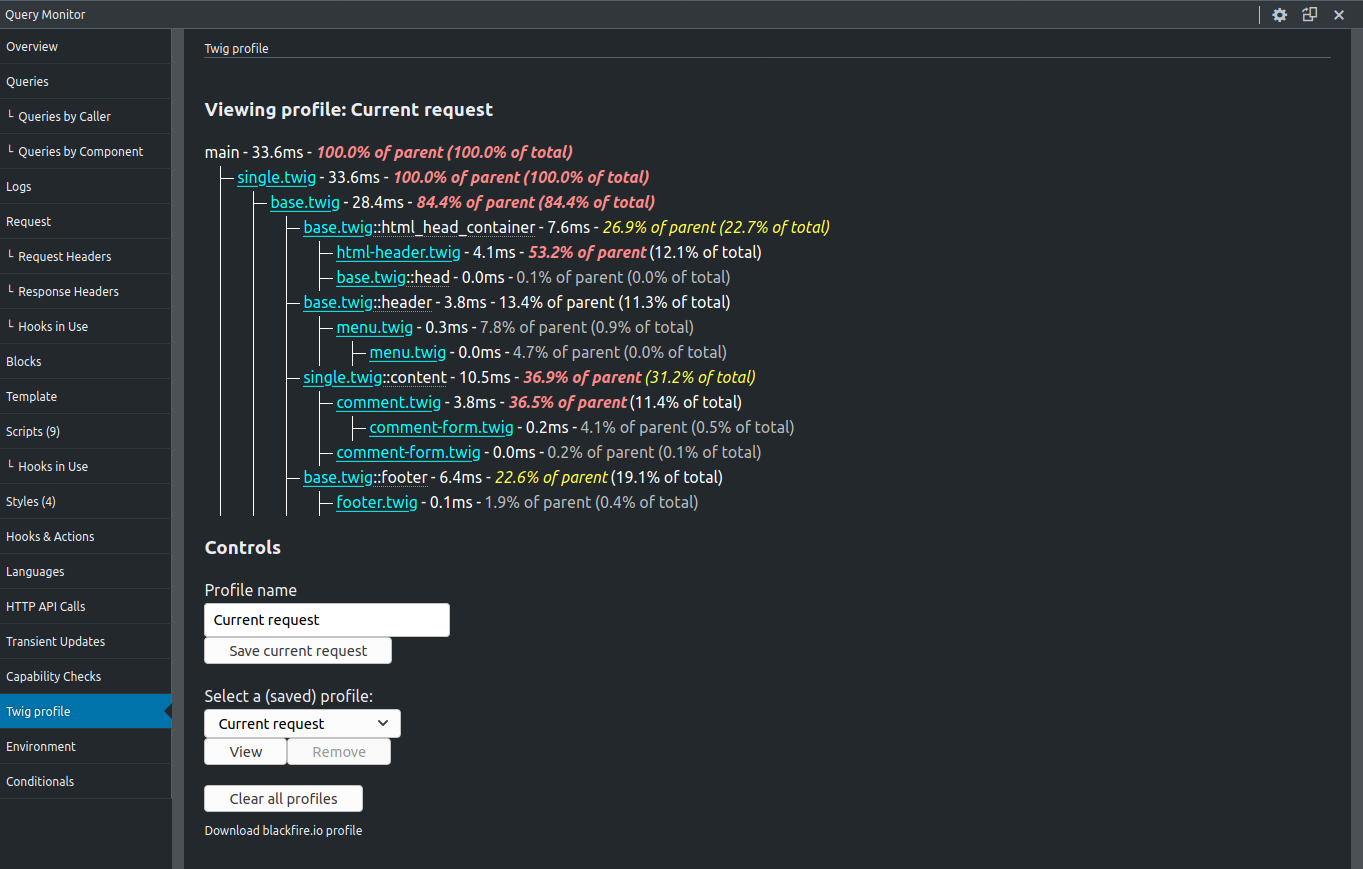 Query Monitor
Overview
Queries
└ Queries by Caller
└ Queries by Component
Logs
Request
└ Request Headers
└ Response Headers
└ Hooks in Use
Blocks
Template
Scripts (9)
└ Hooks in Use
Styles (4)
Hooks & Actions
Languages
HTTP API Calls
Transient Updates
Capability Checks
Twig profile
Environment
Conditionals
Twig profile
Viewing profile: Current request
main - 33.6ms - 100.0% of parent (100.0% of total)
single.twig - 33.6ms - 100.0% of parent (100.0% of total)
base.twig - 28.4ms - 84.4% of parent (84.4% of total)
base.twig::html_head_container - 7.6ms - 26.9% of parent (22.7% of total)
html-header.twig - 4.1ms - 53.2% of parent (12.1% of total)
base.twig::head - 0.0ms - 0.1% of parent (0.0% of total)
base.twig::header - 3.8ms - 13.4% of parent (11.3% of total)
menu.twig - 0.3ms - 7.8% of parent (0.9% of total)
menu.twig - 0.0ms - 4.7% of parent (0.0% of total)
single.twig::content - 10.5ms - 36.9% of parent (31.2% of total)
comment.twig - 3.8ms - 36.5% of parent (11.4% of total)
comment-form.twig - 0.2ms - 4.1% of parent (0.5% of total)
comment-form.twig - 0.0ms - 0.2% of parent (0.1% of total)
base.twig::footer - 6.4ms - 22.6% of parent (19.1% of total)
footer.twig - 0.1ms - 1.9% of parent (0.4% of total)
Controls
Profile name
Current request
Save current request
Select a (saved) profile:
Current request
View Remove
Clear all profiles
Download blackfire.io profile